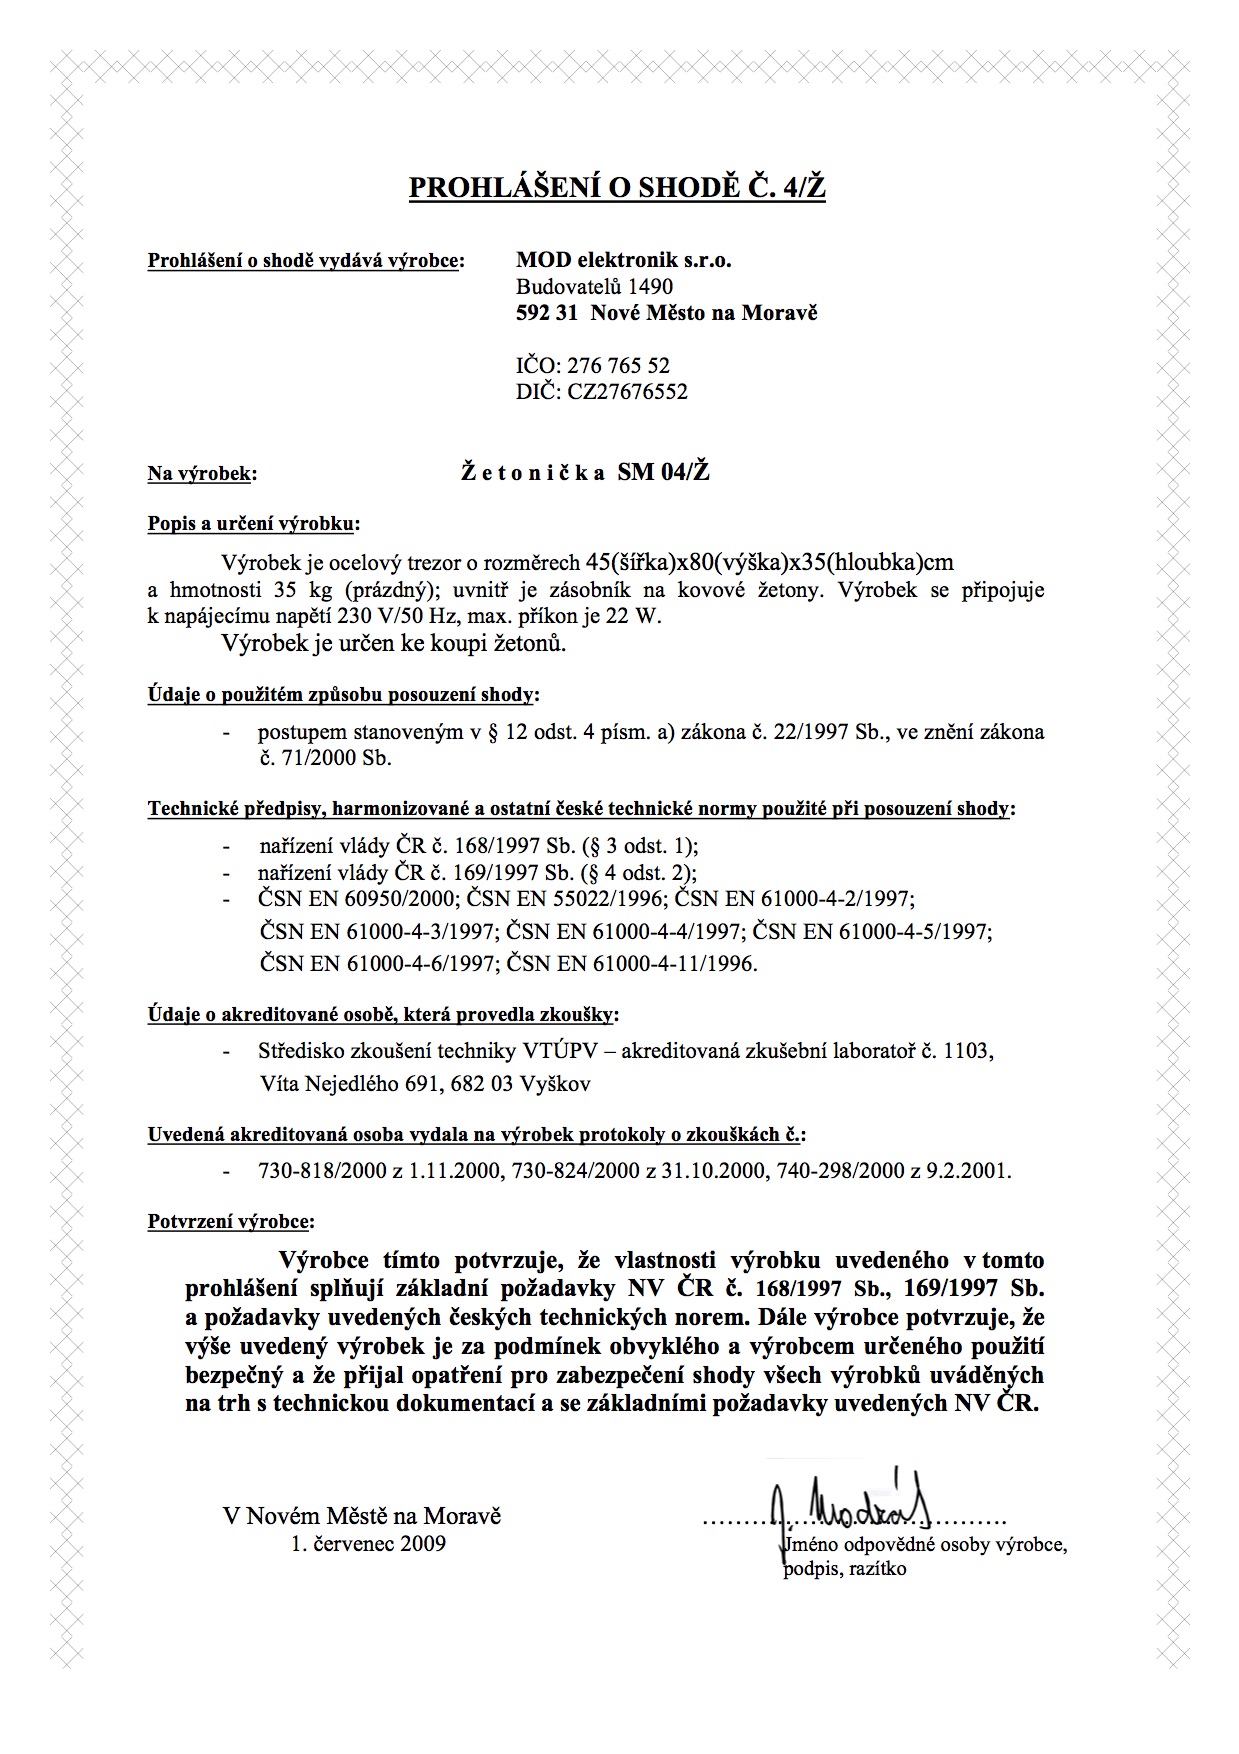 PROHLÁŠENÍ O SHODĚ Č. 4/Ž
Prohlášení o shodě vydává výrobce: MOD elektronik s.r.o.
Budovatelů 1490
592 31 Nové Město na Moravě
IČO: 276 765 52
DIČ: CZ27676552
Na výrobek: Ž e t o n i č k a SM 04/Ž
Popis a určení výrobku:
Výrobek je ocelový trezor o rozměrech 45(šířka)x80(výška)x35(hloubka)cm
a hmotnosti 35 kg (prázdný); uvnitř je zásobník na kovové žetony. Výrobek se připojuje
k napájecímu napětí 230 V/50 Hz, max. příkon je 22 W.
Výrobek je určen ke koupi žetonů.
Údaje o použitém způsobu posouzení shody:
- postupem stanoveným v § 12 odst. 4 písm. a) zákona č. 22/1997 Sb., ve znění zákona
č. 71/2000 Sb.
Technické předpisy, harmonizované a ostatní české technické normy použité při posouzení shody:
- nařízení vlády ČR č. 168/1997 Sb. (§ 3 odst. 1);
- nařízení vlády ČR č. 169/1997 Sb. (§ 4 odst. 2);
- ČSN EN 60950/2000; ČSN EN 55022/1996; ČSN EN 61000-4-2/1997;
ČSN EN 61000-4-3/1997; ČSN EN 61000-4-4/1997; ČSN EN 61000-4-5/1997;
ČSN EN 61000-4-6/1997; ČSN EN 61000-4-11/1996.
Údaje o akreditované osobě, která provedla zkoušky:
- Středisko zkoušení techniky VTÚPV – akreditovaná zkušební laboratoř č. 1103,
Víta Nejedlého 691, 682 03 Vyškov
Uvedená akreditovaná osoba vydala na výrobek protokoly o zkouškách č.:
- 730-818/2000 z 1.11.2000, 730-824/2000 z 31.10.2000, 740-298/2000 z 9.2.2001.
Potvrzení výrobce:
Výrobce tímto potvrzuje, že vlastnosti výrobku uvedeného v tomto
prohlášení splňují základní požadavky NV ČR č. 168/1997 Sb., 169/1997 Sb.
a požadavky uvedených českých technických norem. Dále výrobce potvrzuje, že
výše uvedený výrobek je za podmínek obvyklého a výrobcem určeného použití
bezpečný a že přijal opatření pro zabezpečení shody všech výrobků uváděných
na trh s technickou dokumentací a se základními požadavky uvedených NV ČR.
V Novém Městě na Moravě
1. červenec 2009
Jméno odpovědné osoby výrobce,
podpis, razítko